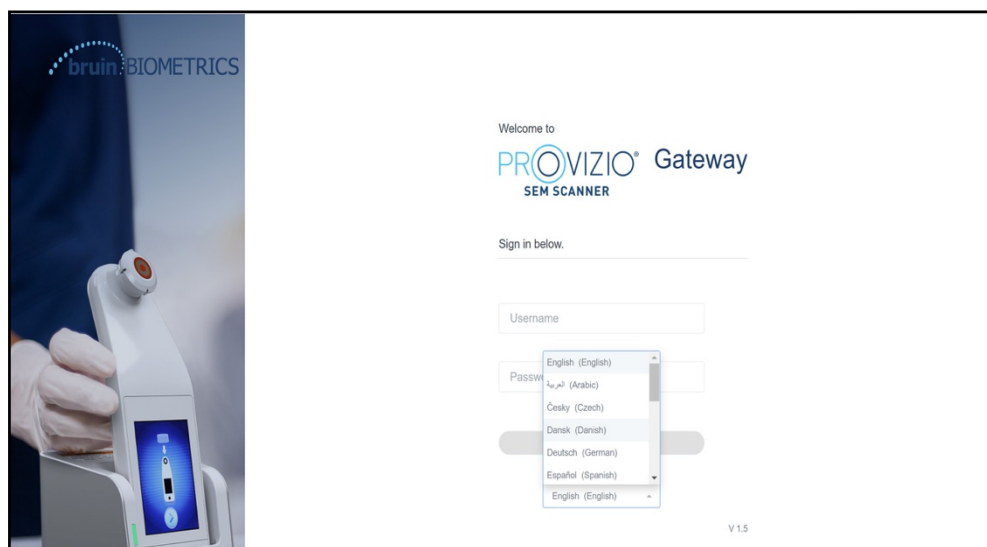 bruin BIOMETRICS
Welcome to
PROVIZIO® Gateway
SEM SCANNER
Sign in below.
Username
Passw
English (English)
العربية (Arabic)
Česky (Czech)
Dansk (Danish)
Deutsch (German)
Español (Spanish)
English (English)
V 1.5